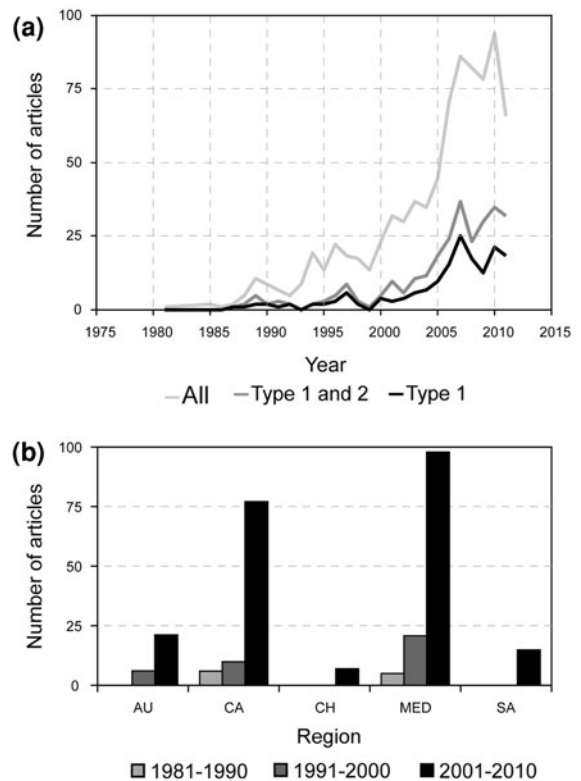 (a)
100
75
50
25
0
Number of articles
1975 1980 1985 1990 1995 2000 2005 2010 2015
Year
All Type 1 and 2 Type 1
(b)
100
75
50
25
0
Number of articles
AU CA CH MED SA
Region
1981-1990 1991-2000 2001-2010